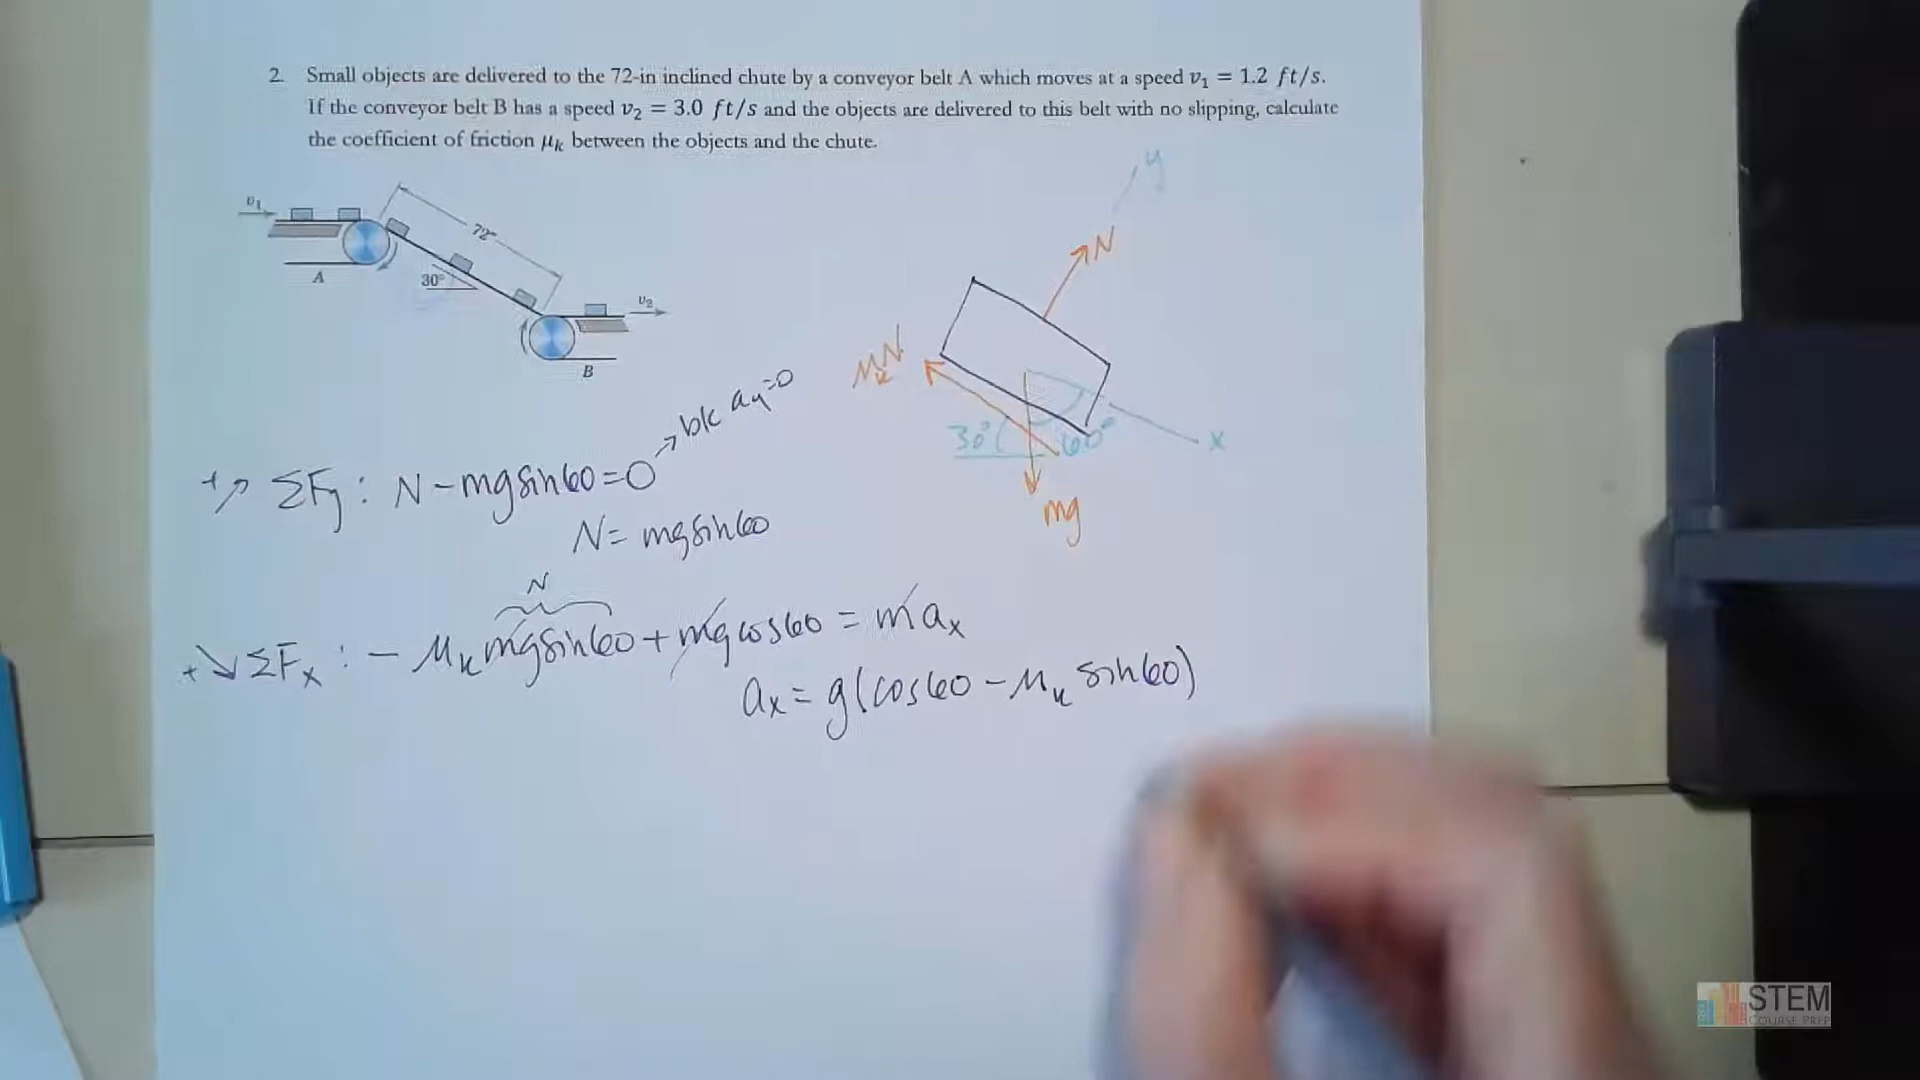 2. Small objects are delivered to the 72-in inclined chute by a conveyor belt A which moves at a speed v₁ = 1.2 ft/s.
If the conveyor belt B has a speed v₂ = 3.0 ft/s and the objects are delivered to this belt with no slipping, calculate
the coefficient of friction μₖ between the objects and the chute.
v₁
72"
30°
A
v₂
B
y
N
μₖN
30°
60°
x
mg
+↗ ΣFy : N - mg sin60 = 0 → b/c ay=0
N = mg sin60
N
+↘ ΣFx : - μₖ mg sin60 + mg cos60 = m ax
ax = g(cos60 - μₖ sin60)
STEM
COURSE PREP